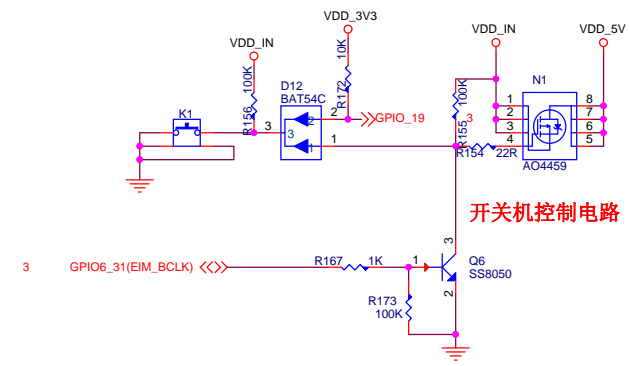 VDD_3V3
VDD_IN
VDD_IN
VDD_5V
10K
R172
100K
R156
D12
BAT54C
100K
R155
N1
K1
3
3
2
1
2
1
GPIO_19
3
1
2
3
4
8
7
6
5
R154
22R
AO4459
开关机控制电路
3
GPIO6_31(EIM_BCLK)
R167
1K
1
3
2
Q6
SS8050
R173
100K